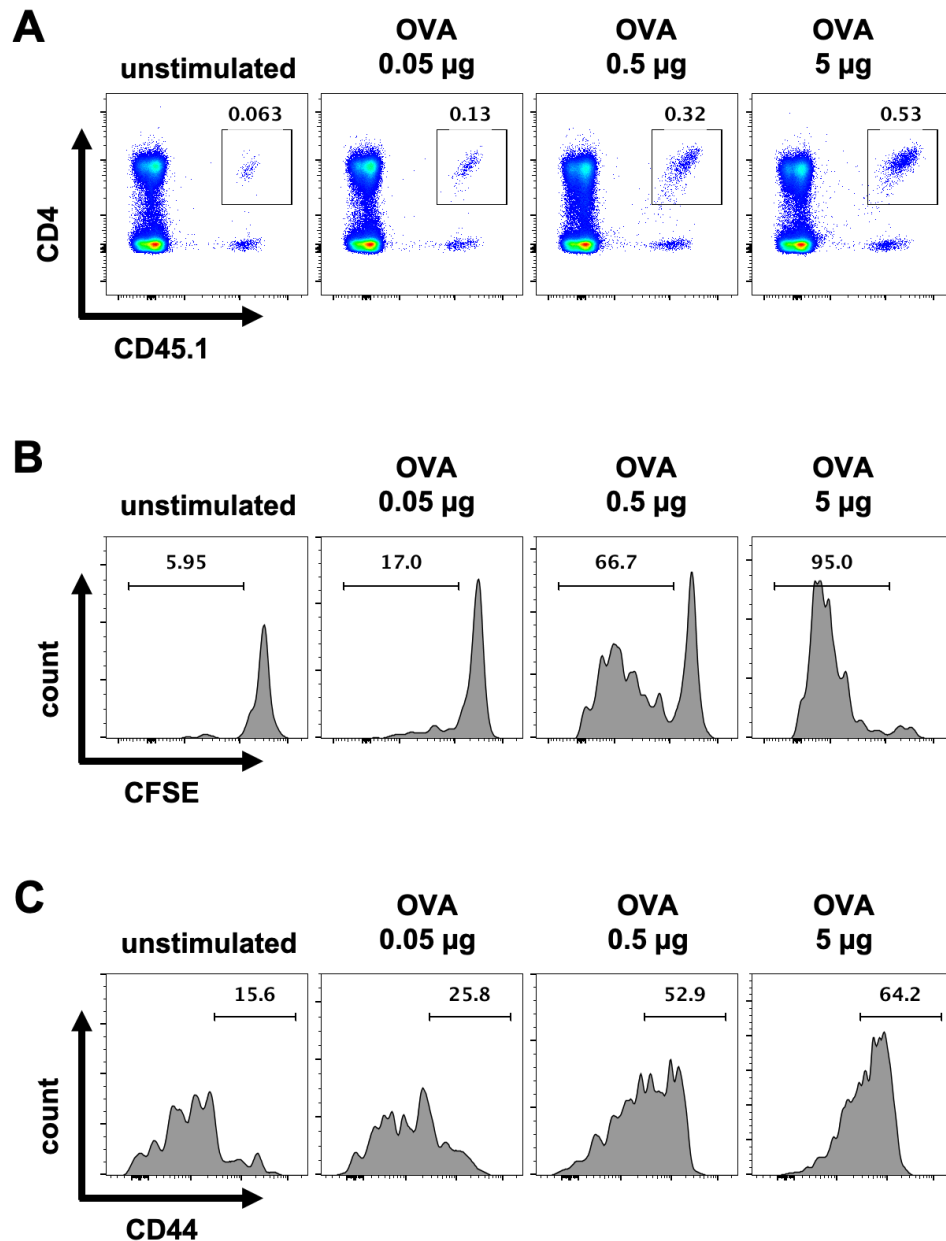 A
unstimulated
OVA
0.05 µg
OVA
0.5 µg
OVA
5 µg
0.063
0.13
0.32
0.53
CD4
CD45.1
B
unstimulated
OVA
0.05 µg
OVA
0.5 µg
OVA
5 µg
5.95
17.0
66.7
95.0
count
CFSE
C
unstimulated
OVA
0.05 µg
OVA
0.5 µg
OVA
5 µg
15.6
25.8
52.9
64.2
count
CD44